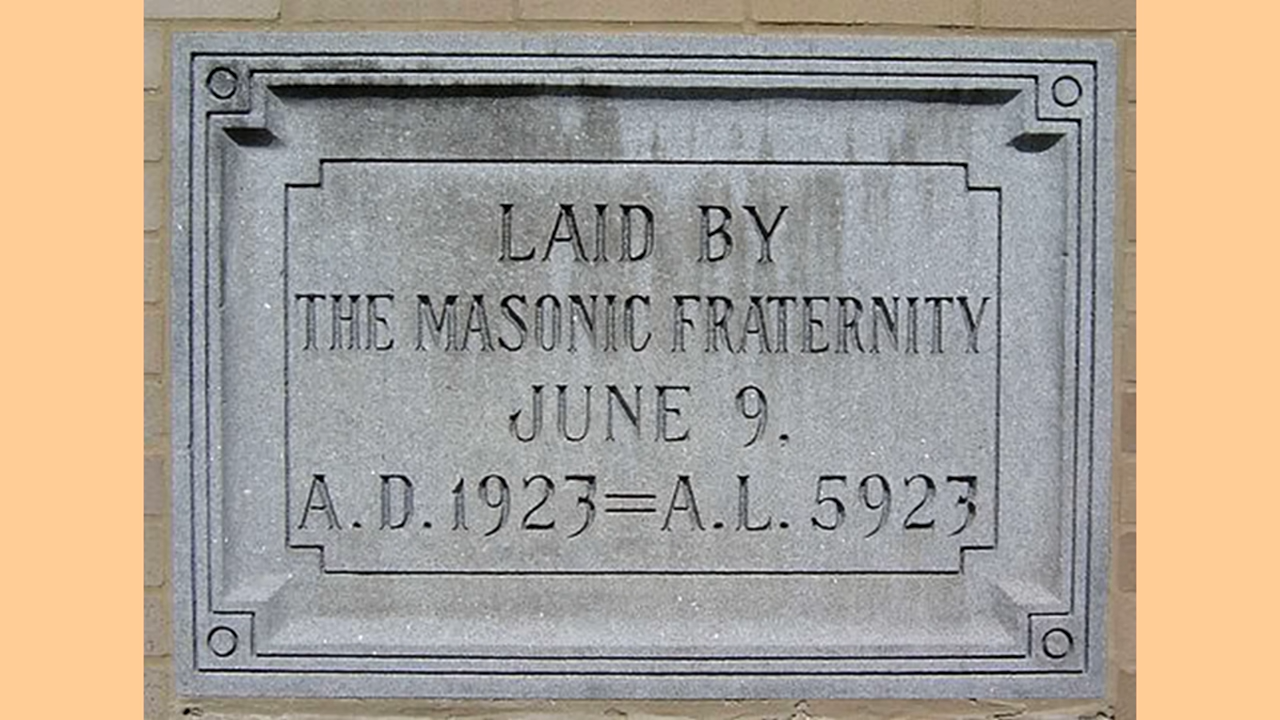 LAID BY
THE MASONIC FRATERNITY
JUNE 9.
A.D. 1923=A.L. 5923